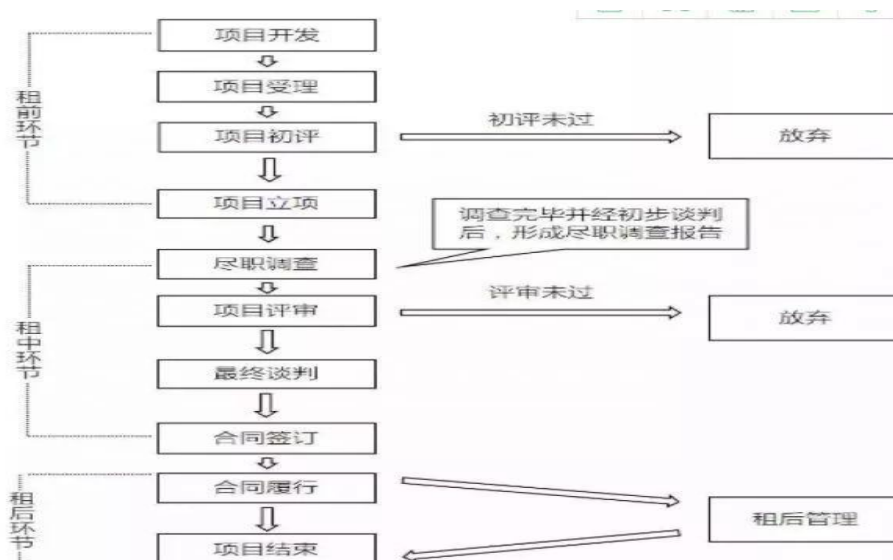 项目开发
项目受理
租前环节
项目初评
初评未过
放弃
项目立项
调查完毕并经初步谈判
后，形成尽职调查报告
尽职调查
项目评审
评审未过
放弃
租中环节
最终谈判
合同签订
合同履行
租后环节
租后管理
项目结束